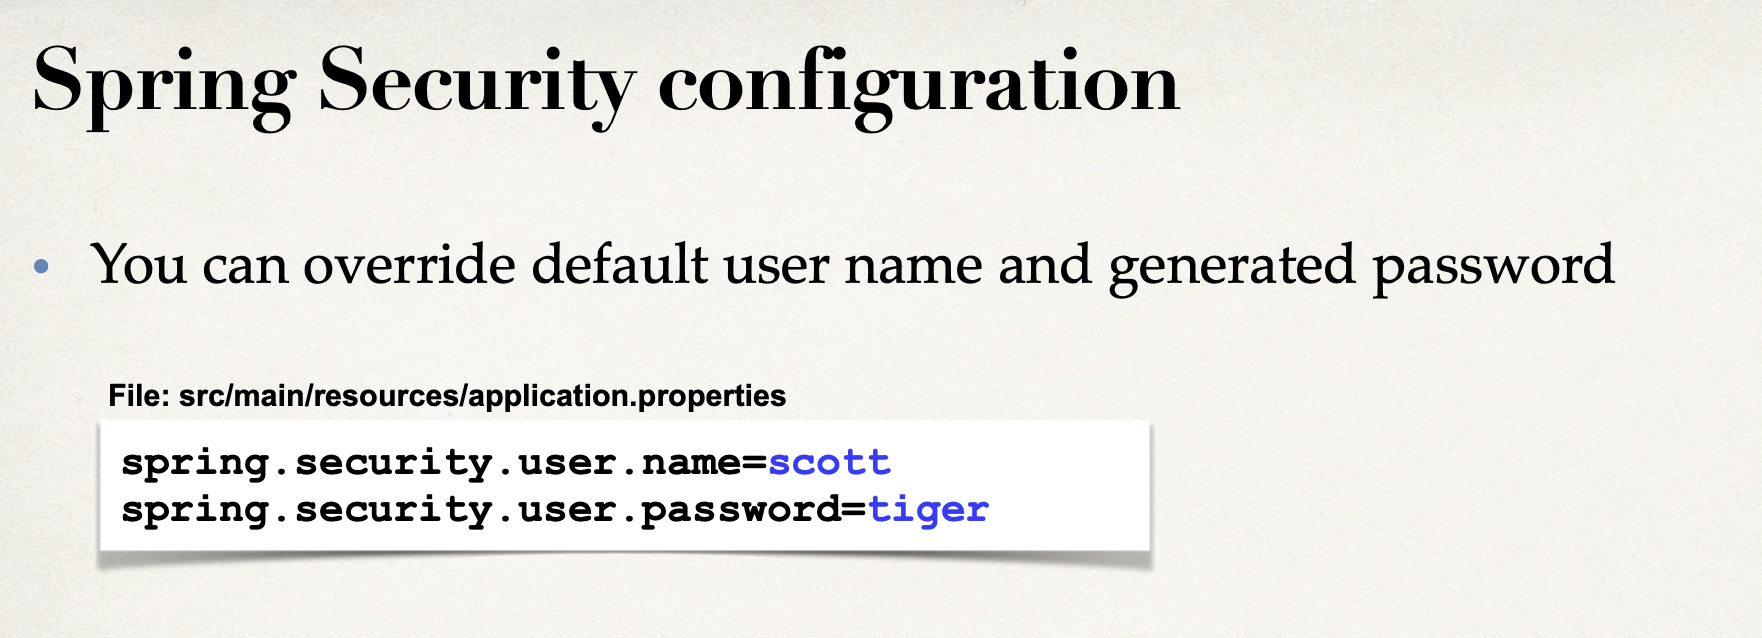 Spring Security configuration
• You can override default user name and generated password
File: src/main/resources/application.properties
spring.security.user.name=scott
spring.security.user.password=tiger